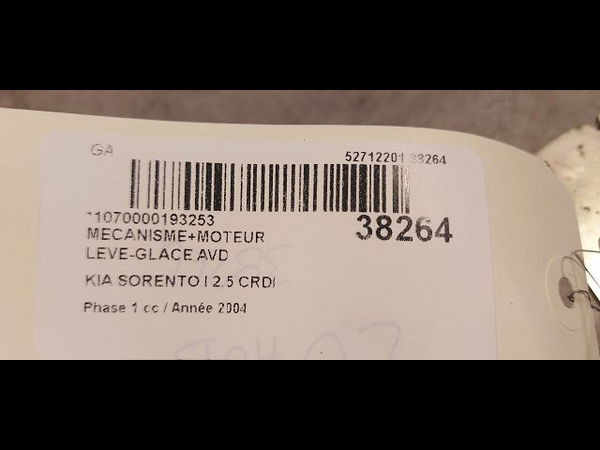 GA
52712201 38264
*1070000193253
38264
MECANISME+MOTEUR
LEVE-GLACE AVD
KIA SORENTO I 2.5 CRDI
Phase 1 cc / Année 2004